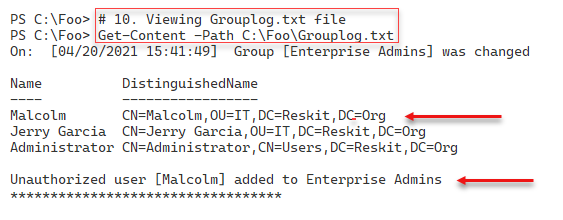 PS C:\Foo> # 10. Viewing Grouplog.txt file
PS C:\Foo> Get-Content -Path C:\Foo\Grouplog.txt
On:  [04/20/2021 15:41:49]  Group [Enterprise Admins] was changed
Name          DistinguishedName
----          -----------------
Malcolm       CN=Malcolm,OU=IT,DC=Reskit,DC=Org
Jerry Garcia  CN=Jerry Garcia,OU=IT,DC=Reskit,DC=Org
Administrator CN=Administrator,CN=Users,DC=Reskit,DC=Org
Unauthorized user [Malcolm] added to Enterprise Admins
**********************************